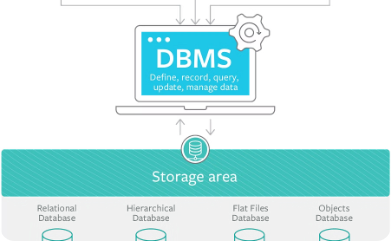 DBMS
Define, record, query,
update, manage data
Storage area
Relational
Database
Hierarchical
Database
Flat Files
Database
Objects
Database